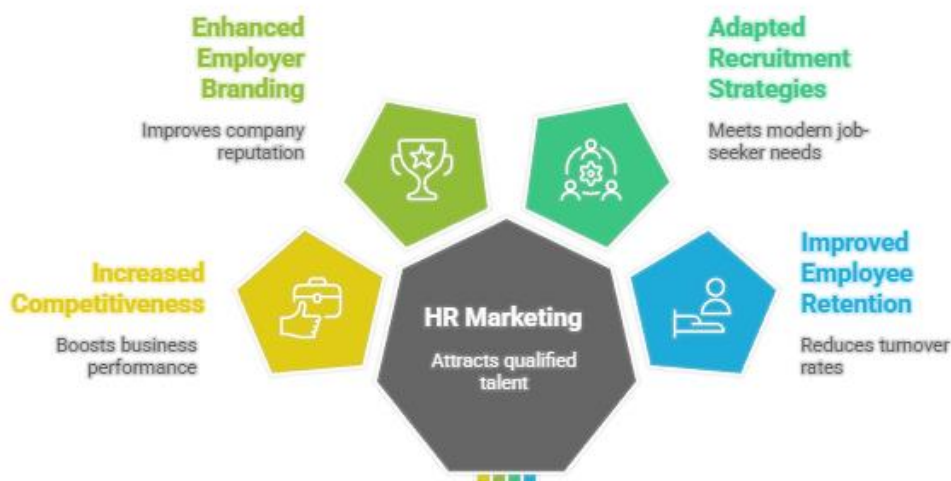 Enhanced
Employer
Branding
Improves company
reputation
Adapted
Recruitment
Strategies
Meets modern job-
seeker needs
Increased
Competitiveness
Boosts business
performance
HR Marketing
Attracts qualified
talent
Improved
Employee
Retention
Reduces turnover
rates